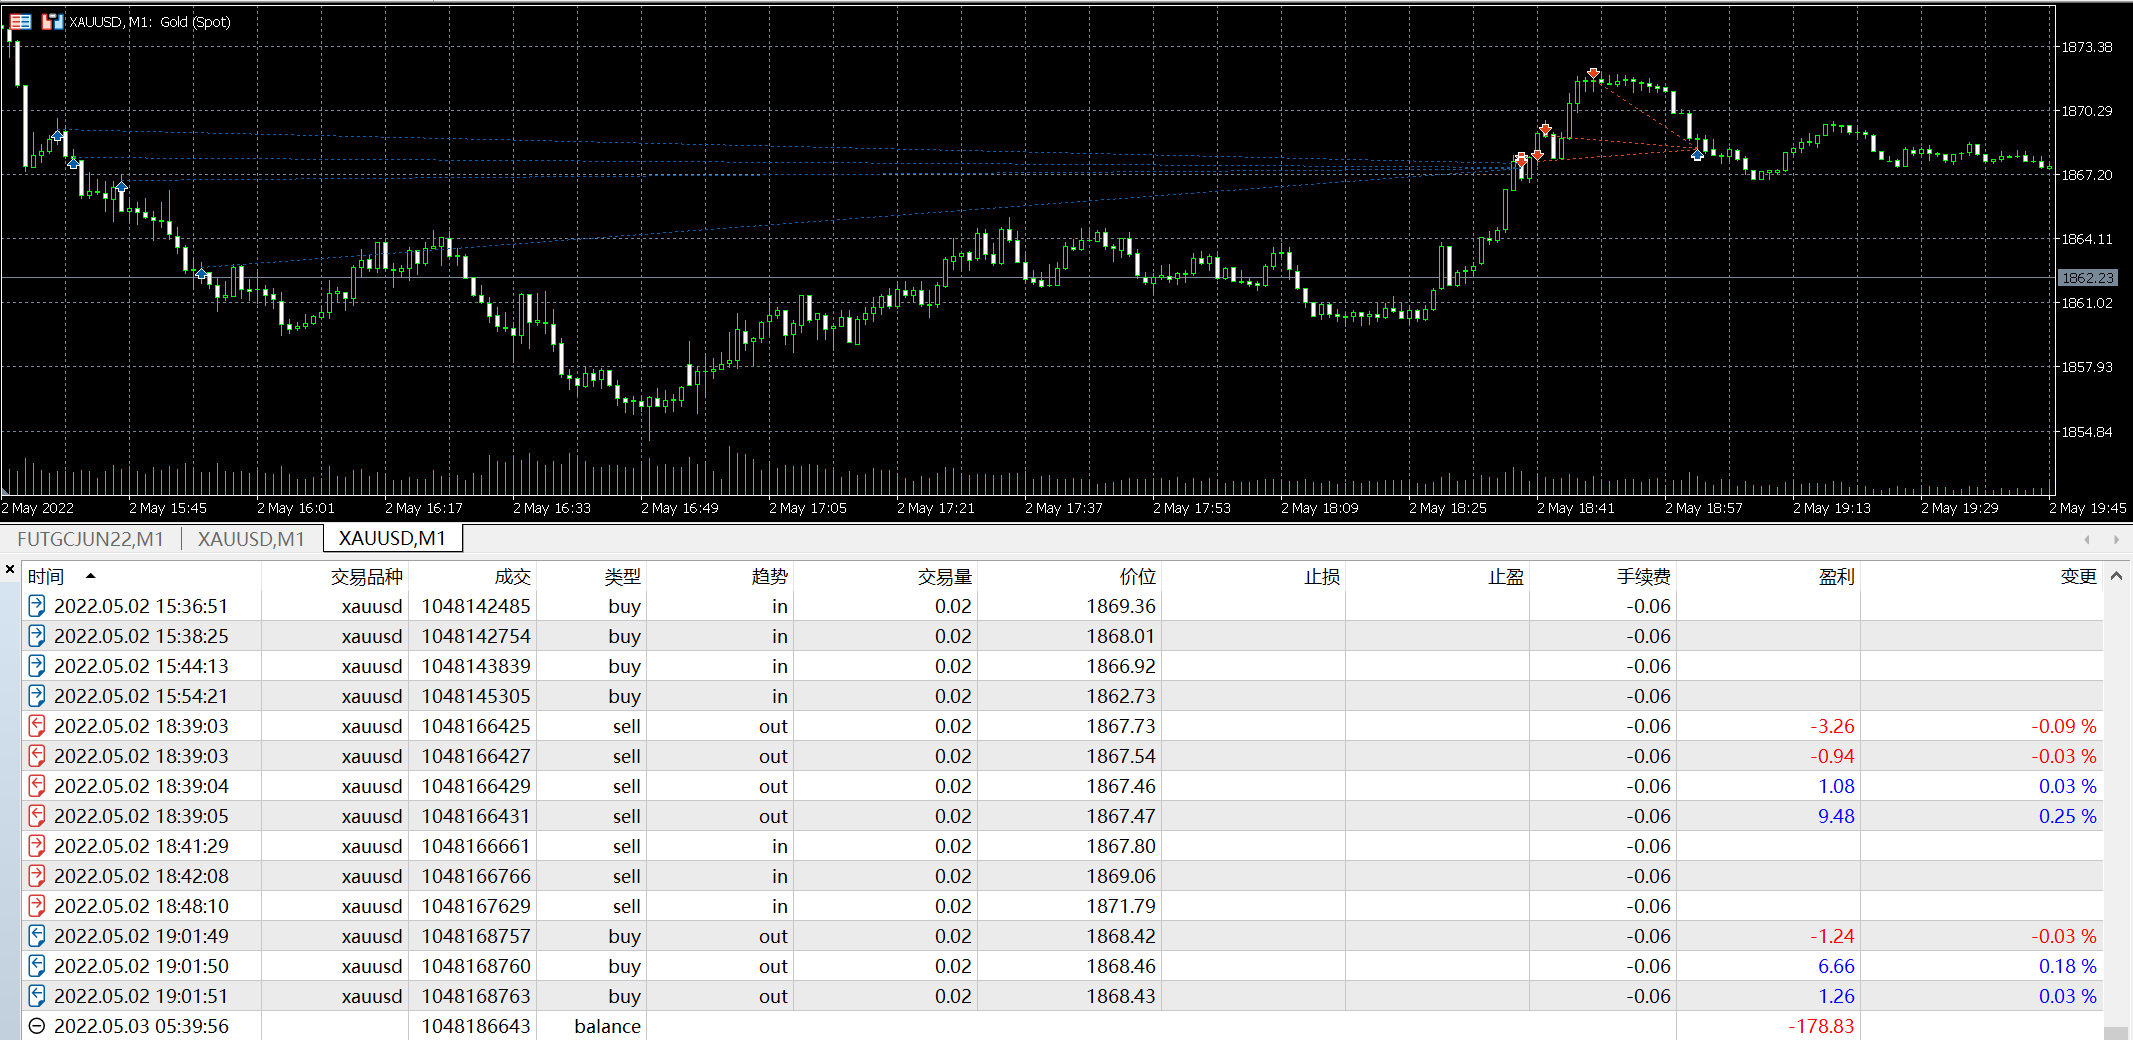 XAUUSD, M1: Gold (Spot)
1873.38
1870.29
1867.20
1864.11
1862.23
1861.02
1857.93
1854.84
2 May 2022 2 May 15:45 2 May 16:01 2 May 16:17 2 May 16:33 2 May 16:49 2 May 17:05 2 May 17:21 2 May 17:37 2 May 17:53 2 May 18:09 2 May 18:25 2 May 18:41 2 May 18:57 2 May 19:13 2 May 19:29 2 May 19:45
FUTGCJUN22,M1 XAUUSD,M1 XAUUSD,M1
时间 交易品种 成交 类型 趋势 交易量 价位 止损 止盈 手续费 盈利 变更
2022.05.02 15:36:51 xauusd 1048142485 buy in 0.02 1869.36 -0.06
2022.05.02 15:38:25 xauusd 1048142754 buy in 0.02 1868.01 -0.06
2022.05.02 15:44:13 xauusd 1048143839 buy in 0.02 1866.92 -0.06
2022.05.02 15:54:21 xauusd 1048145305 buy in 0.02 1862.73 -0.06
2022.05.02 18:39:03 xauusd 1048166425 sell out 0.02 1867.73 -0.06 -3.26 -0.09 %
2022.05.02 18:39:03 xauusd 1048166427 sell out 0.02 1867.54 -0.06 -0.94 -0.03 %
2022.05.02 18:39:04 xauusd 1048166429 sell out 0.02 1867.46 -0.06 1.08 0.03 %
2022.05.02 18:39:05 xauusd 1048166431 sell out 0.02 1867.47 -0.06 9.48 0.25 %
2022.05.02 18:41:29 xauusd 1048166661 sell in 0.02 1867.80 -0.06
2022.05.02 18:42:08 xauusd 1048166766 sell in 0.02 1869.06 -0.06
2022.05.02 18:48:10 xauusd 1048167629 sell in 0.02 1871.79 -0.06
2022.05.02 19:01:49 xauusd 1048168757 buy out 0.02 1868.42 -0.06 -1.24 -0.03 %
2022.05.02 19:01:50 xauusd 1048168760 buy out 0.02 1868.46 -0.06 6.66 0.18 %
2022.05.02 19:01:51 xauusd 1048168763 buy out 0.02 1868.43 -0.06 1.26 0.03 %
2022.05.03 05:39:56 1048186643 balance -178.83